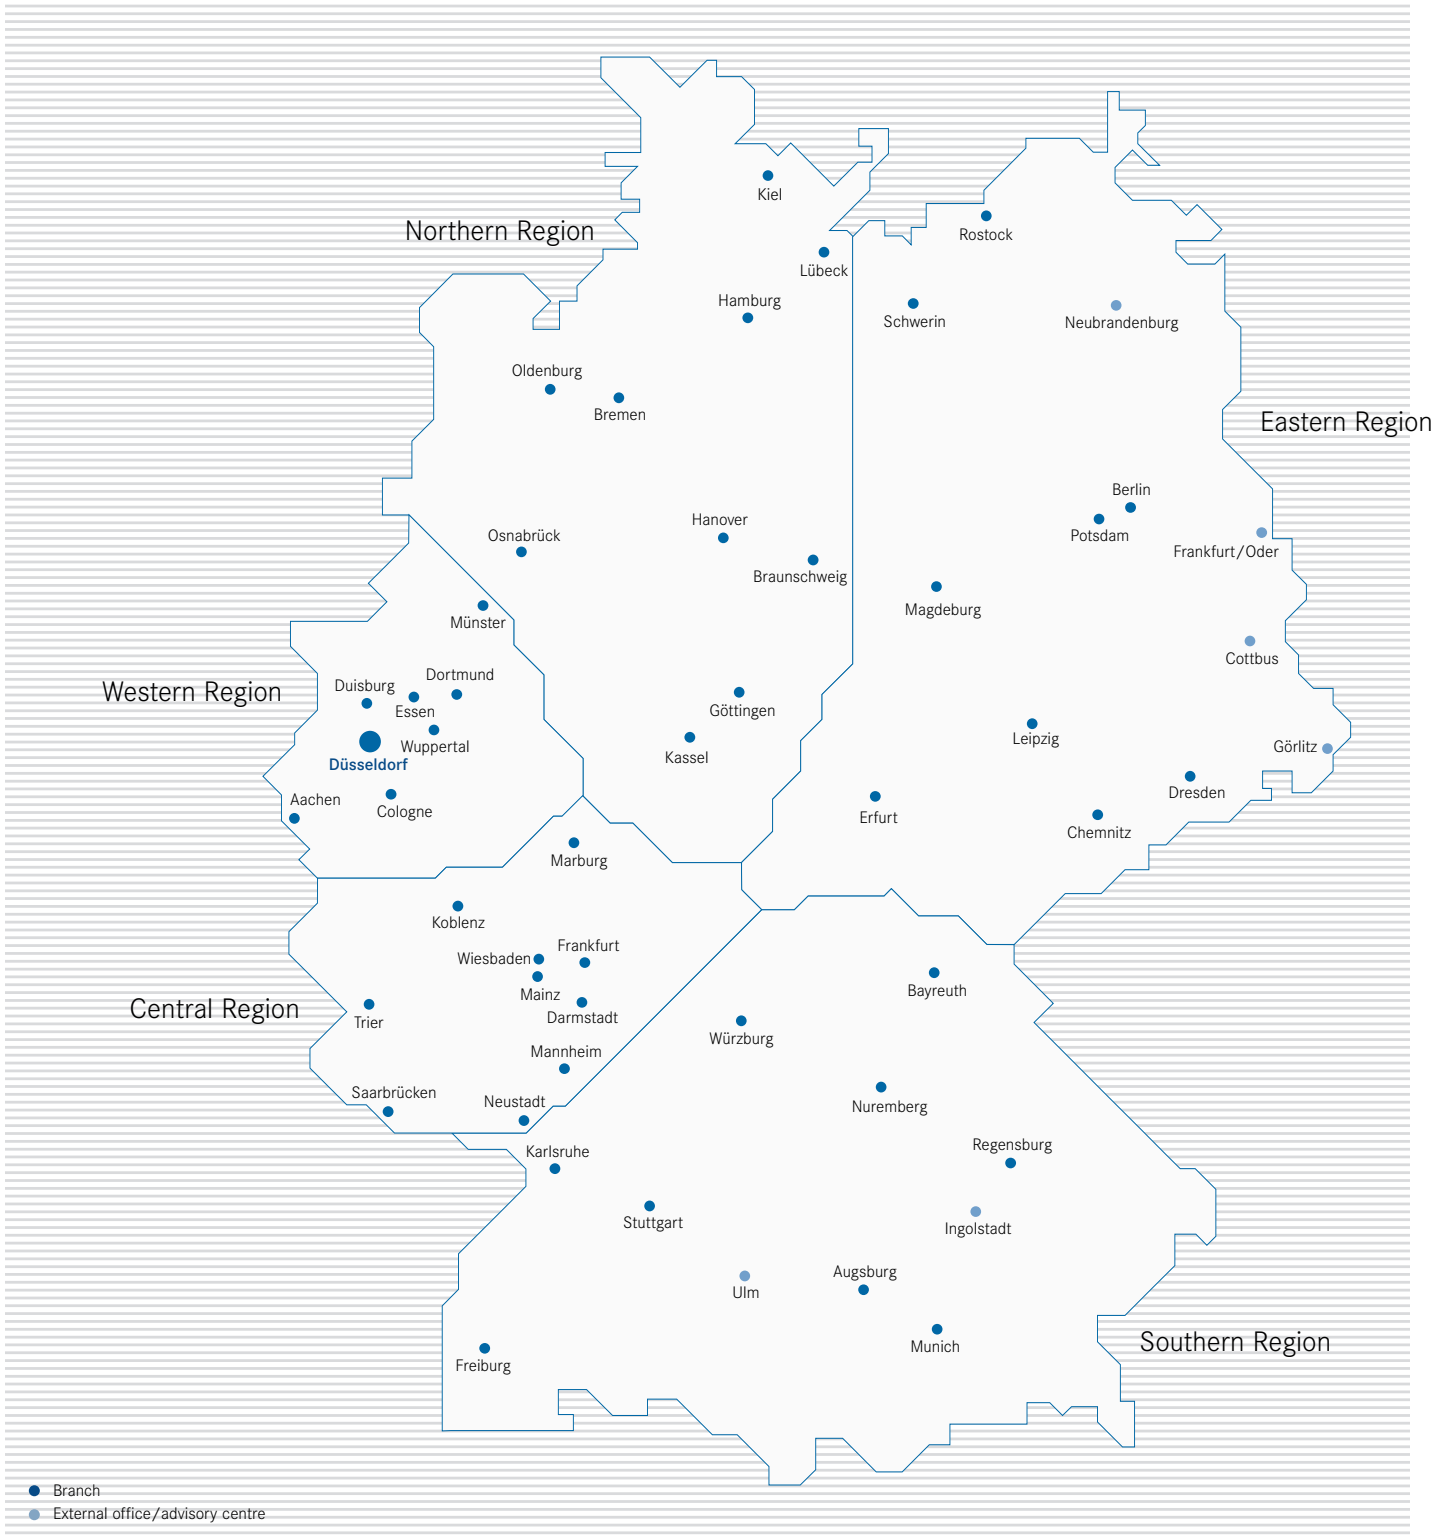 Kiel
Northern Region
Rostock
Lübeck
Hamburg
Schwerin
Neubrandenburg
Oldenburg
Bremen
Eastern Region
Berlin
Hanover
Osnabrück
Potsdam
Frankfurt/Oder
Braunschweig
Magdeburg
Münster
Cottbus
Dortmund
Duisburg
Western Region
Essen
Göttingen
Leipzig
Wuppertal
Görlitz
Kassel
Düsseldorf
Dresden
Aachen
Cologne
Erfurt
Chemnitz
Marburg
Koblenz
Frankfurt
Wiesbaden
Bayreuth
Mainz
Central Region
Darmstadt
Trier
Würzburg
Mannheim
Saarbrücken
Neustadt
Nuremberg
Regensburg
Karlsruhe
Stuttgart
Ingolstadt
Augsburg
Ulm
Southern Region
Munich
Freiburg
Branch
External office/advisory centre